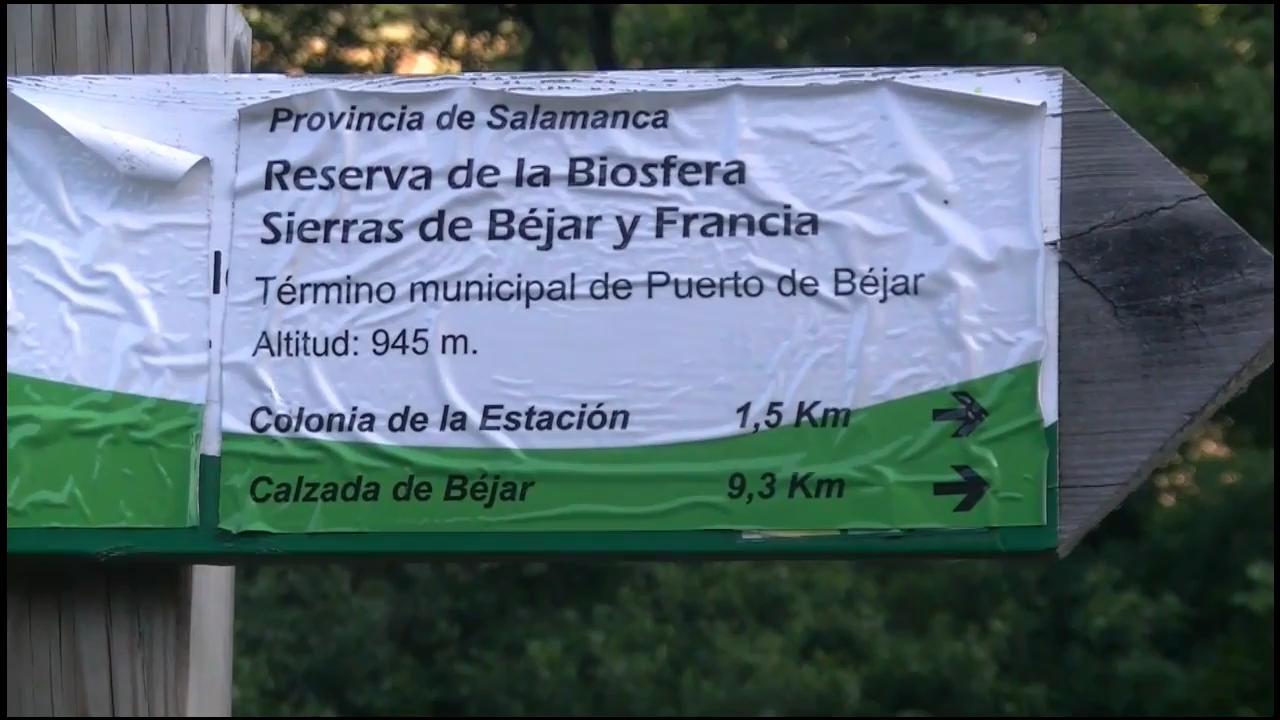 Provincia de Salamanca
Reserva de la Biosfera
Sierras de Béjar y Francia
Término municipal de Puerto de Béjar
Altitud: 945 m.
Colonia de la Estación 1,5 Km
Calzada de Béjar 9,3 Km